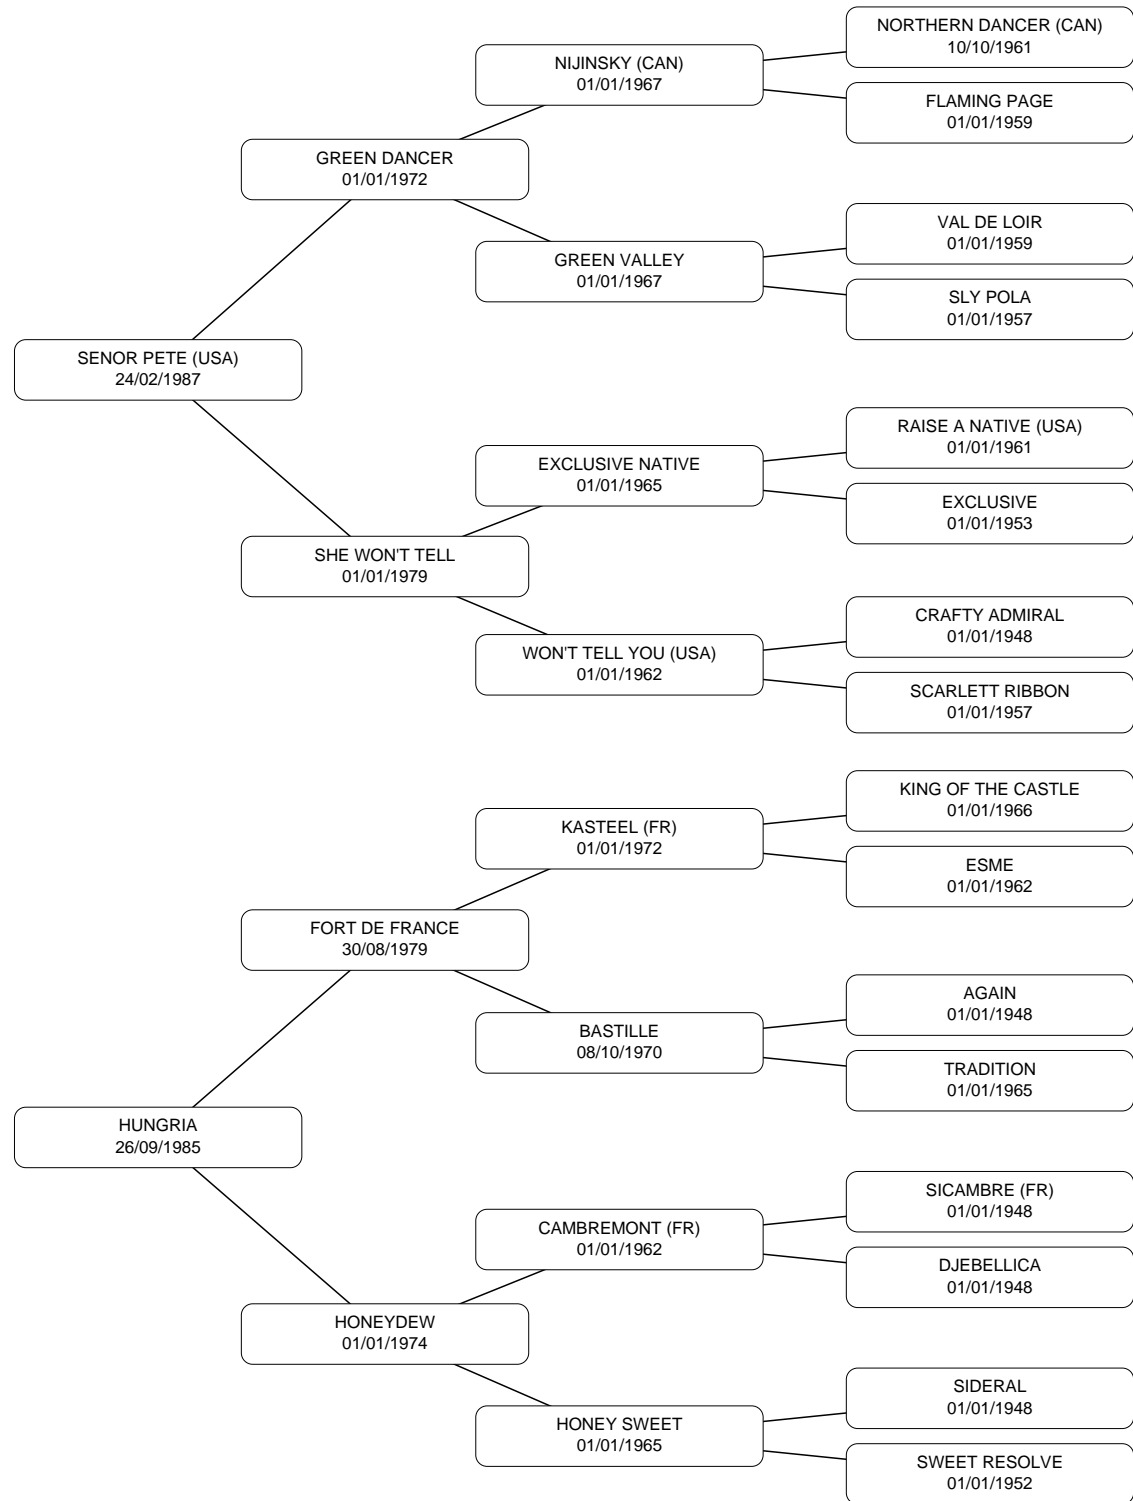 NORTHERN DANCER (CAN)
10/10/1961
NIJINSKY (CAN)
01/01/1967
FLAMING PAGE
01/01/1959
GREEN DANCER
01/01/1972
VAL DE LOIR
01/01/1959
GREEN VALLEY
01/01/1967
SLY POLA
01/01/1957
SENOR PETE (USA)
24/02/1987
RAISE A NATIVE (USA)
01/01/1961
EXCLUSIVE NATIVE
01/01/1965
EXCLUSIVE
01/01/1953
SHE WON'T TELL
01/01/1979
CRAFTY ADMIRAL
01/01/1948
WON'T TELL YOU (USA)
01/01/1962
SCARLETT RIBBON
01/01/1957
KING OF THE CASTLE
01/01/1966
KASTEEL (FR)
01/01/1972
ESME
01/01/1962
FORT DE FRANCE
30/08/1979
AGAIN
01/01/1948
BASTILLE
08/10/1970
TRADITION
01/01/1965
HUNGRIA
26/09/1985
SICAMBRE (FR)
01/01/1948
CAMBREMONT (FR)
01/01/1962
DJEBELLICA
01/01/1948
HONEYDEW
01/01/1974
SIDERAL
01/01/1948
HONEY SWEET
01/01/1965
SWEET RESOLVE
01/01/1952